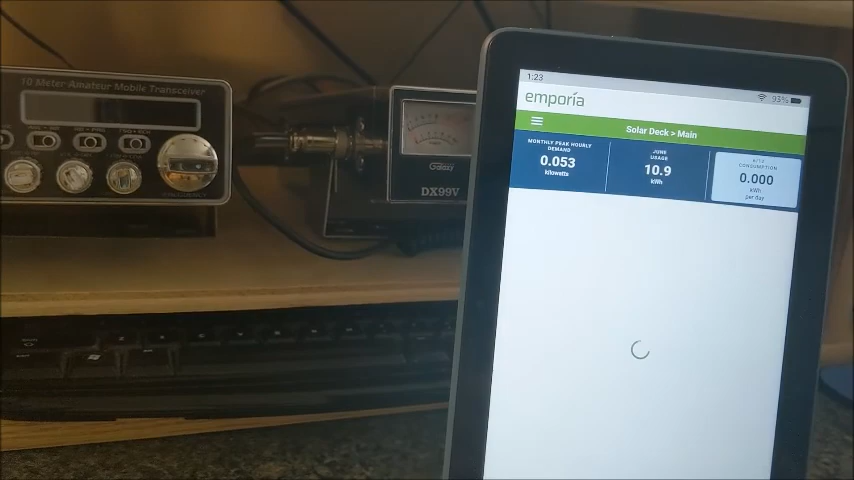 10 Meter Amateur Mobile Transceiver
Galaxy
DX99V
1:23
93%
emporia
Solar Deck > Main
MONTHLY PEAK HOURLY
DEMAND
0.053
kilowatts
JUNE
USAGE
10.9
kWh
CONSUMPTION
0.000
kWh
per day